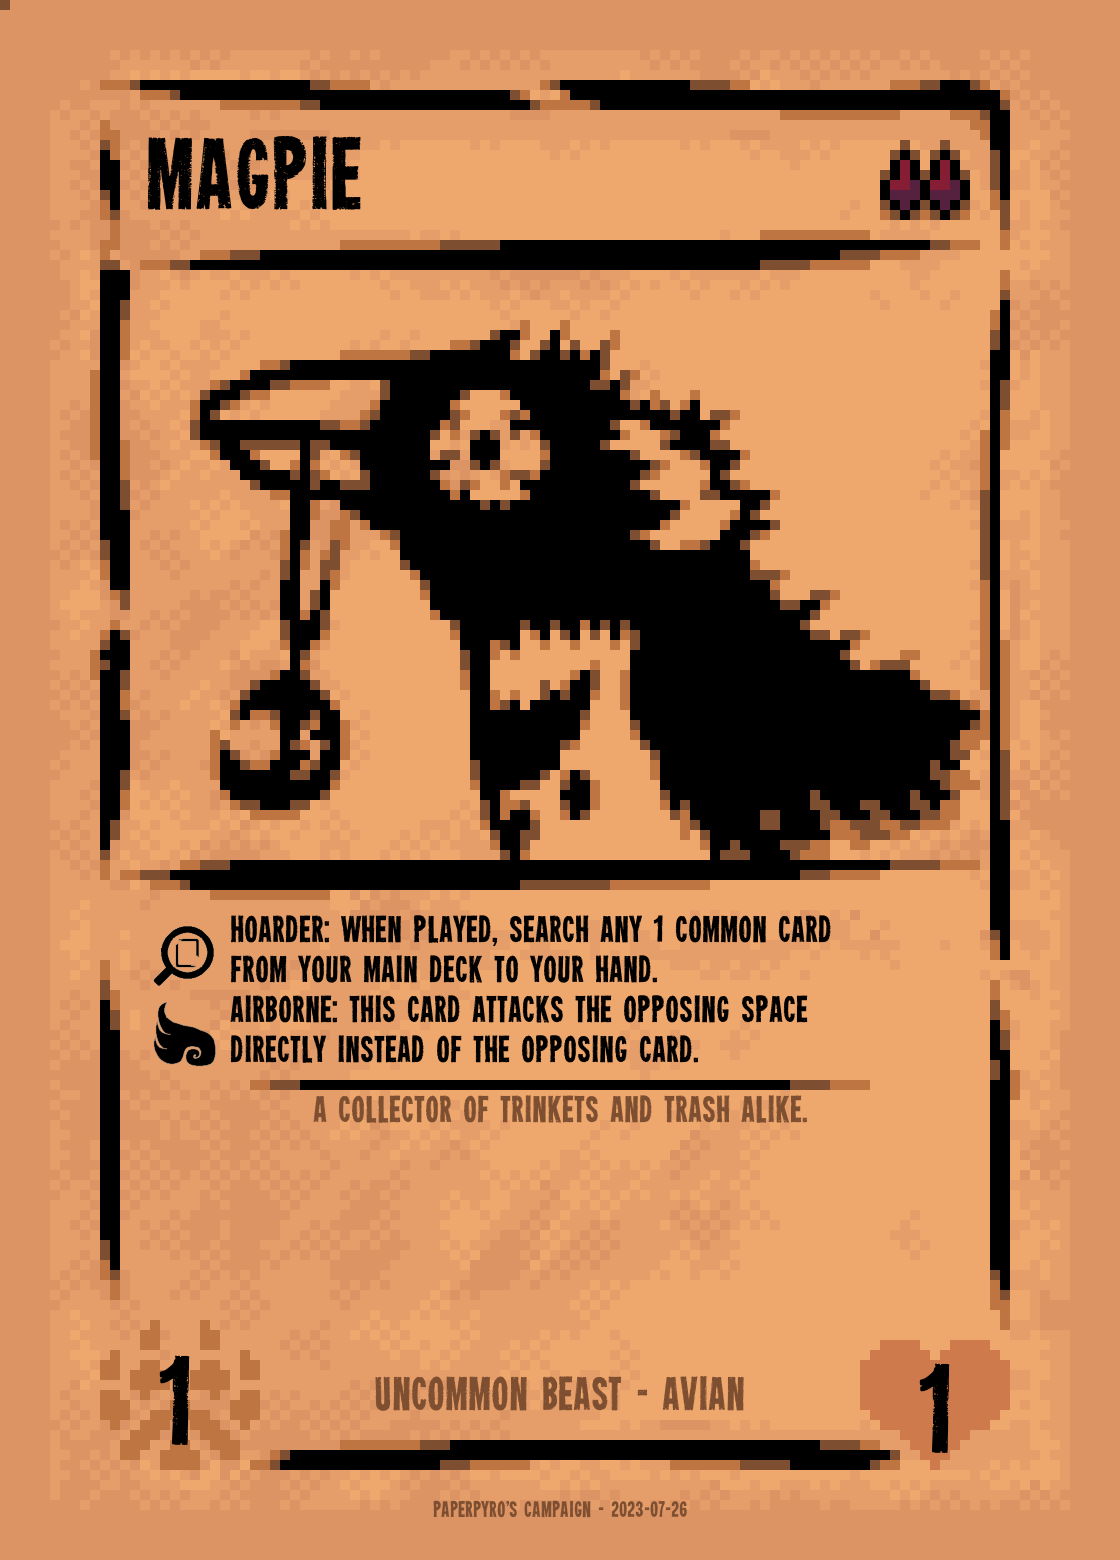 MAGPIE
HOARDER: WHEN PLAYED, SEARCH ANY 1 COMMON CARD
FROM YOUR MAIN DECK TO YOUR HAND.
AIRBORNE: THIS CARD ATTACKS THE OPPOSING SPACE
DIRECTLY INSTEAD OF THE OPPOSING CARD.
A COLLECTOR OF TRINKETS AND TRASH ALIKE.
1
UNCOMMON BEAST - AVIAN
1
PAPERPYRO'S CAMPAIGN - 2023-07-26